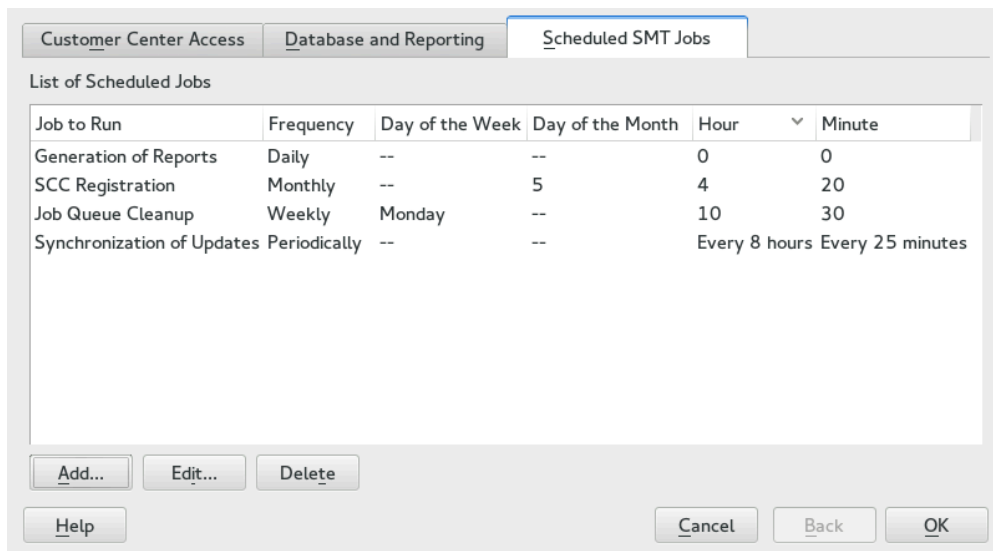 Customer Center Access Database and Reporting Scheduled SMT Jobs
List of Scheduled Jobs
Job to Run Frequency Day of the Week Day of the Month Hour Minute
Generation of Reports Daily -- -- 0 0
SCC Registration Monthly -- 5 4 20
Job Queue Cleanup Weekly Monday -- 10 30
Synchronization of Updates Periodically -- -- Every 8 hours Every 25 minutes
Add... Edit... Delete
Help Cancel Back OK